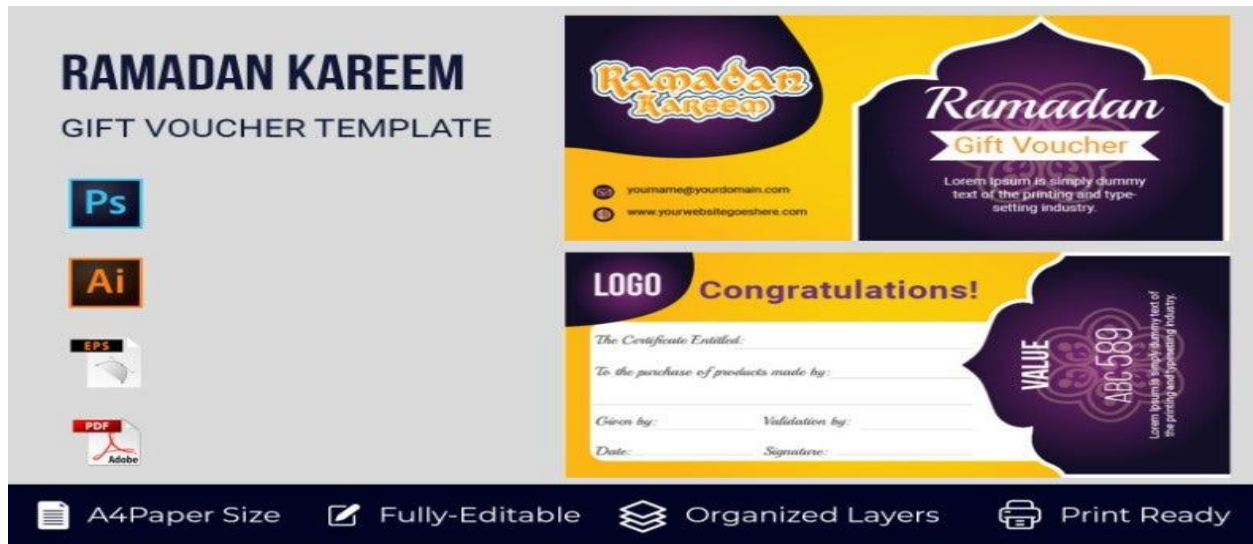 RAMADAN KAREEM
GIFT VOUCHER TEMPLATE
Ps
Ai
EPS
PDF
Adobe
Ramadan
Kareem
yourname@yourdomain.com
www.yourwebsitegoeshere.com
Ramadan
Gift Voucher
Lorem Ipsum is simply dummy
text of the printing and type-
setting industry.
LOGO
Congratulations!
The Certificate Entitled:
To the purchase of products made by:
Given by:
Validation by:
Date:
Signature:
VALUE
ABC 589
Lorem Ipsum is simply dummy text of
the printing and typesetting industry.
A4Paper Size
Fully-Editable
Organized Layers
Print Ready